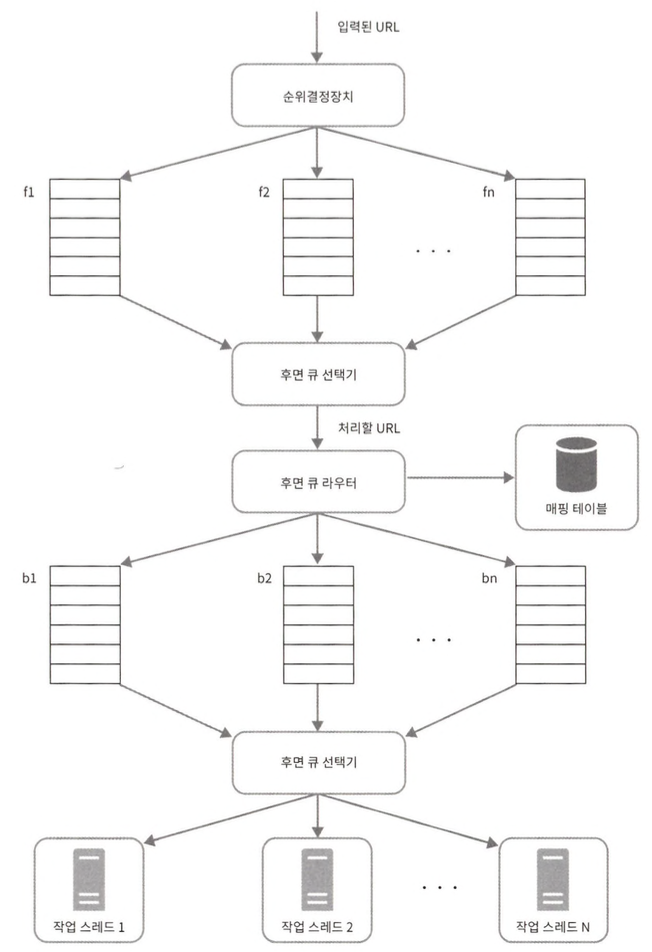 입력된 URL
순위결정장치
f1
f2
fn
. . .
후면 큐 선택기
처리할 URL
후면 큐 라우터
매핑 테이블
b1
b2
bn
. . .
후면 큐 선택기
. . .
작업 스레드 1
작업 스레드 2
작업 스레드 N